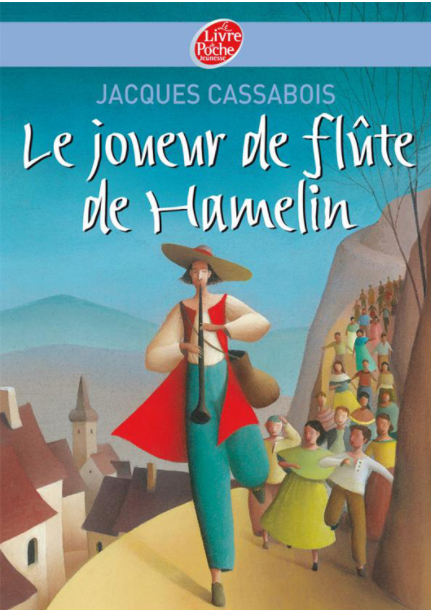 Le
Livre
de
Poche
Jeunesse
JACQUES CASSABOIS
Le joueur de flûte
de Hamelin